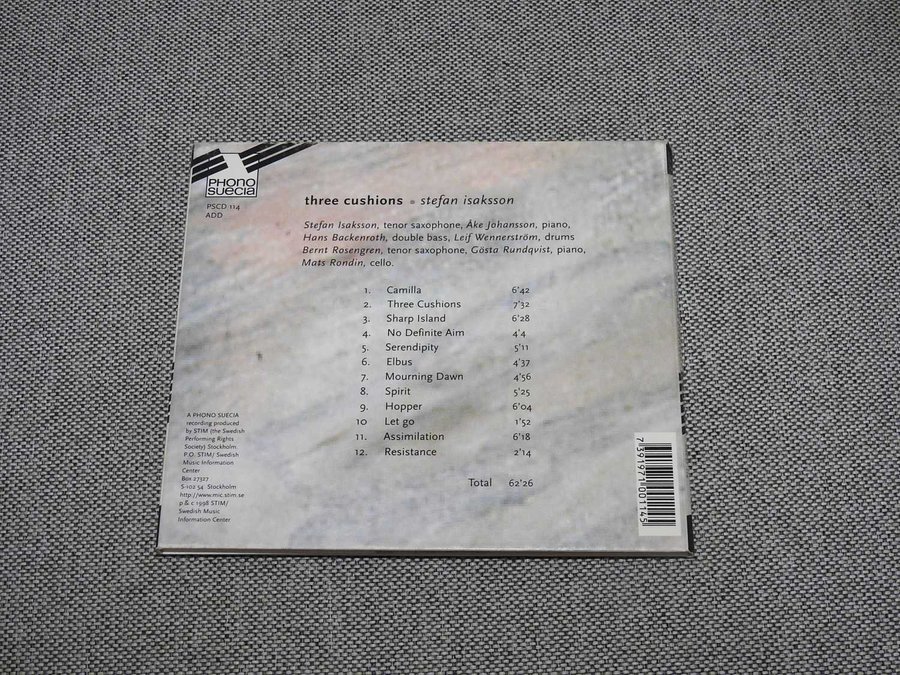 PHONO
SUECIA
PSCD 114
ADD
three cushions stefan isaksson
Stefan Isaksson, tenor saxophone, Åke Johansson, piano,
Hans Backenroth, double bass, Leif Wennerström, drums
Bernt Rosengren, tenor saxophone, Gösta Rundqvist, piano,
Mats Rondin, cello.
1. Camilla 6'42
2. Three Cushions 7'32
3. Sharp Island 6'28
4. No Definite Aim 4'4
5. Serendipity 5'11
6. Elbus 4'37
7. Mourning Dawn 4'56
8. Spirit 5'25
9. Hopper 6'04
10 Let go 1'52
11. Assimilation 6'18
12. Resistance 2'14
Total 62'26
A PHONO SUECIA
recording produced
by STIM (the Swedish
Performing Rights
Society) Stockholm.
P.O. STIM/ Swedish
Music Information
Center
Box 27327
S-102 54 Stockholm
http://www.mic.stim.se
p & c 1998 STIM/
Swedish Music
Information Center
7 391971 001145